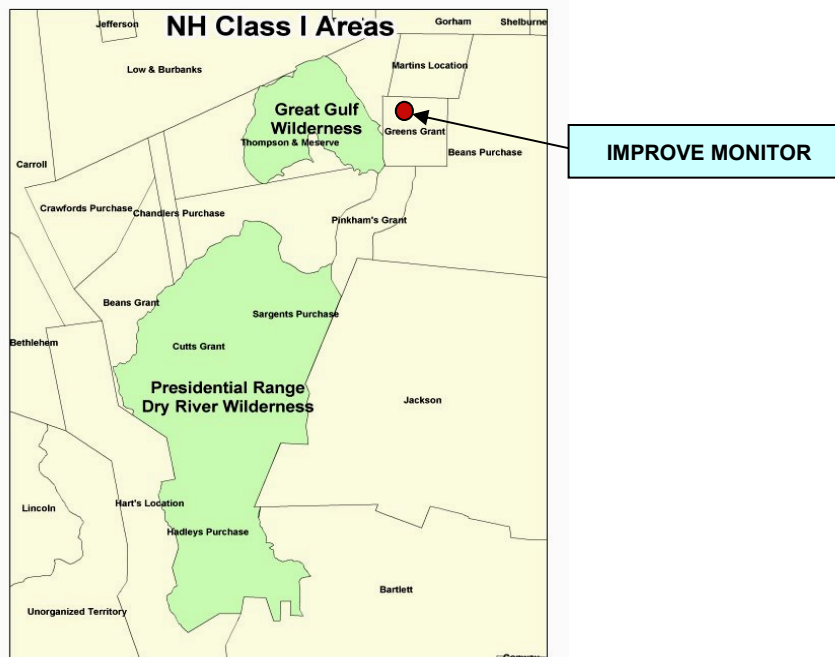 Jefferson
NH Class I Areas
Gorham
Shelburne
Low & Burbanks
Martins Location
Great Gulf
Wilderness
Thompson & Meserve
Greens Grant
IMPROVE MONITOR
Beans Purchase
Carroll
Crawfords Purchase
Chandlers Purchase
Pinkham's Grant
Beans Grant
Sargents Purchase
Bethlehem
Cutts Grant
Presidential Range
Dry River Wilderness
Jackson
Hart's Location
Lincoln
Hadleys Purchase
Bartlett
Unorganized Territory